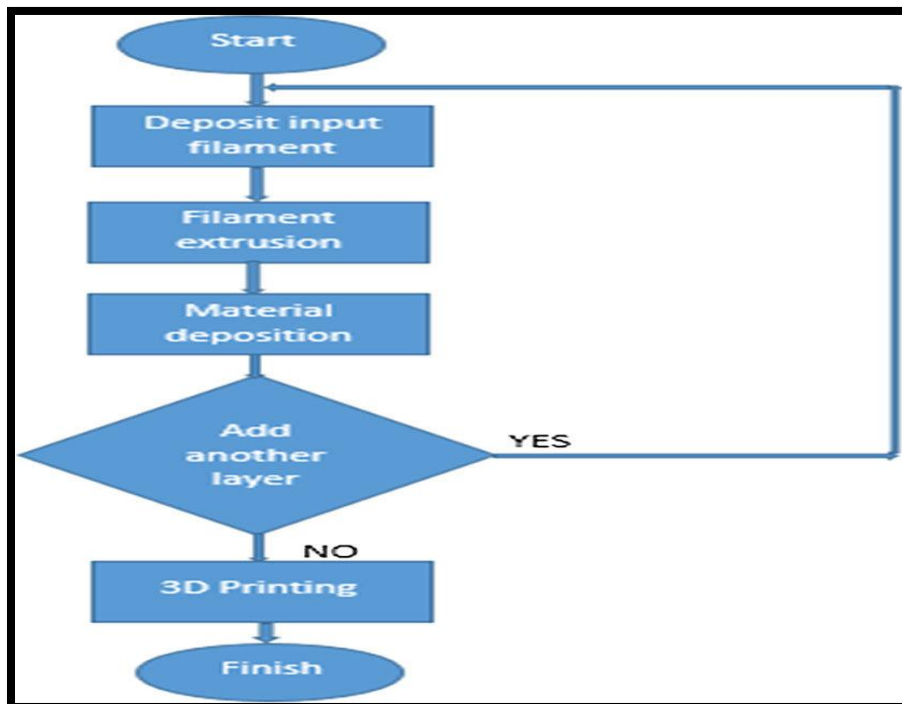 Start
Deposit input
filament
Filament
extrusion
Material
deposition
Add
another
layer
YES
NO
3D Printing
Finish